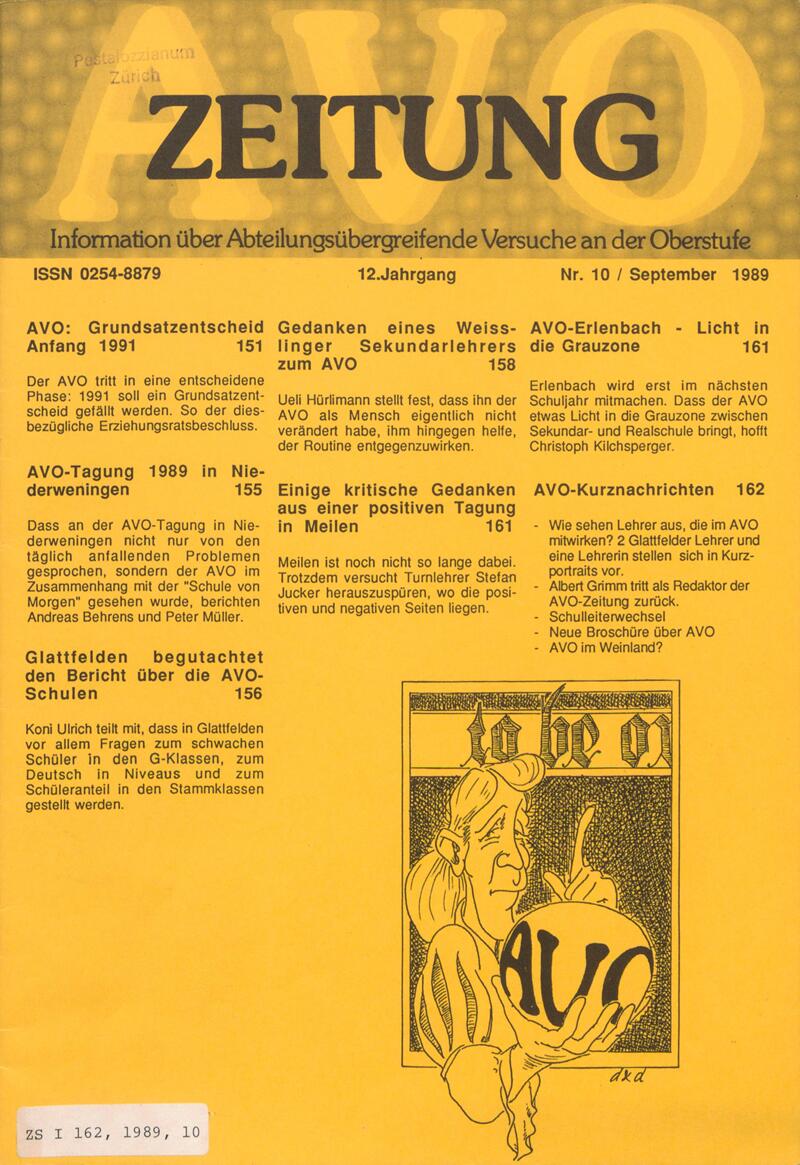 AVO
Pestalozzianum
Zürich
ZEITUNG
Information über Abteilungsübergreifende Versuche an der Oberstufe
ISSN 0254-8879 12.Jahrgang Nr. 10 / September 1989
AVO: Grundsatzentscheid
Anfang 1991 151
Der AVO tritt in eine entscheidene
Phase: 1991 soll ein Grundsatzent-
scheid gefällt werden. So der dies-
bezügliche Erziehungsratsbeschluss.
AVO-Tagung 1989 in Nie-
derweningen 155
Dass an der AVO-Tagung in Nie-
derweningen nicht nur von den
täglich anfallenden Problemen
gesprochen, sondern der AVO im
Zusammenhang mit der "Schule von
Morgen" gesehen wurde, berichten
Andreas Behrens und Peter Müller.
Glattfelden begutachtet
den Bericht über die AVO-
Schulen 156
Koni Ulrich teilt mit, dass in Glattfelden
vor allem Fragen zum schwachen
Schüler in den G-Klassen, zum
Deutsch in Niveaus und zum
Schüleranteil in den Stammklassen
gestellt werden.
Gedanken eines Weiss-
linger Sekundarlehrers
zum AVO 158
Ueli Hürlimann stellt fest, dass ihn der
AVO als Mensch eigentlich nicht
verändert habe, ihm hingegen helfe,
der Routine entgegenzuwirken.
Einige kritische Gedanken
aus einer positiven Tagung
in Meilen 161
Meilen ist noch nicht so lange dabei.
Trotzdem versucht Turnlehrer Stefan
Jucker herauszuspüren, wo die posi-
tiven und negativen Seiten liegen.
AVO-Erlenbach - Licht in
die Grauzone 161
Erlenbach wird erst im nächsten
Schuljahr mitmachen. Dass der AVO
etwas Licht in die Grauzone zwischen
Sekundar- und Realschule bringt, hofft
Christoph Kilchsperger.
AVO-Kurznachrichten 162
- Wie sehen Lehrer aus, die im AVO
mitwirken? 2 Glattfelder Lehrer und
eine Lehrerin stellen sich in Kurz-
portraits vor.
- Albert Grimm tritt als Redaktor der
AVO-Zeitung zurück.
- Schulleiterwechsel
- Neue Broschüre über AVO
- AVO im Weinland?
to be or
AVO
dxd
ZS I 162, 1989, 10